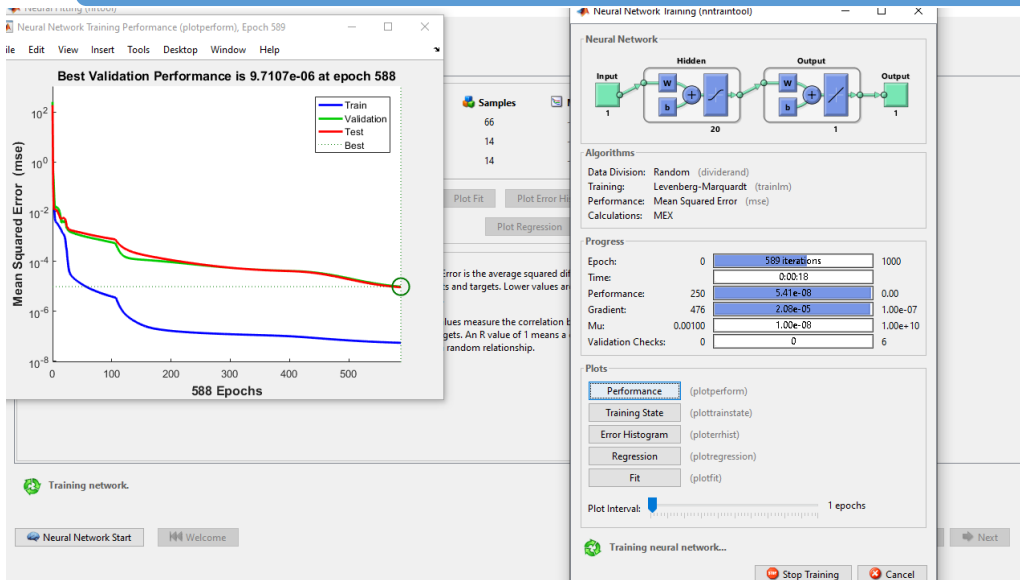 Neural Fitting (nftool)
Neural Network Training Performance (plotperform), Epoch 589
ile Edit View Insert Tools Desktop Window Help
Best Validation Performance is 9.7107e-06 at epoch 588
Mean Squared Error (mse)
10^2
10^0
10^-2
10^-4
10^-6
10^-8
Train
Validation
Test
Best
0 100 200 300 400 500
588 Epochs
Samples
66
14
14
Plot Fit Plot Error Hi
Plot Regression
Error is the average squared dif
s and targets. Lower values are
lues measure the correlation b
gets. An R value of 1 means a
random relationship.
Training network.
Neural Network Start Welcome
Next
Neural Network Training (nntraintool)
Neural Network
Hidden Output
Input Output
W W
b b
1 20 1 1
Algorithms
Data Division: Random (dividerand)
Training: Levenberg-Marquardt (trainlm)
Performance: Mean Squared Error (mse)
Calculations: MEX
Progress
Epoch: 0 589 iterations 1000
Time: 0:00:18
Performance: 250 5.41e-08 0.00
Gradient: 476 2.08e-05 1.00e-07
Mu: 0.00100 1.00e-08 1.00e+10
Validation Checks: 0 0 6
Plots
Performance (plotperform)
Training State (plottrainstate)
Error Histogram (ploterrhist)
Regression (plotregression)
Fit (plotfit)
Plot Interval: 1 epochs
Training neural network...
Stop Training Cancel